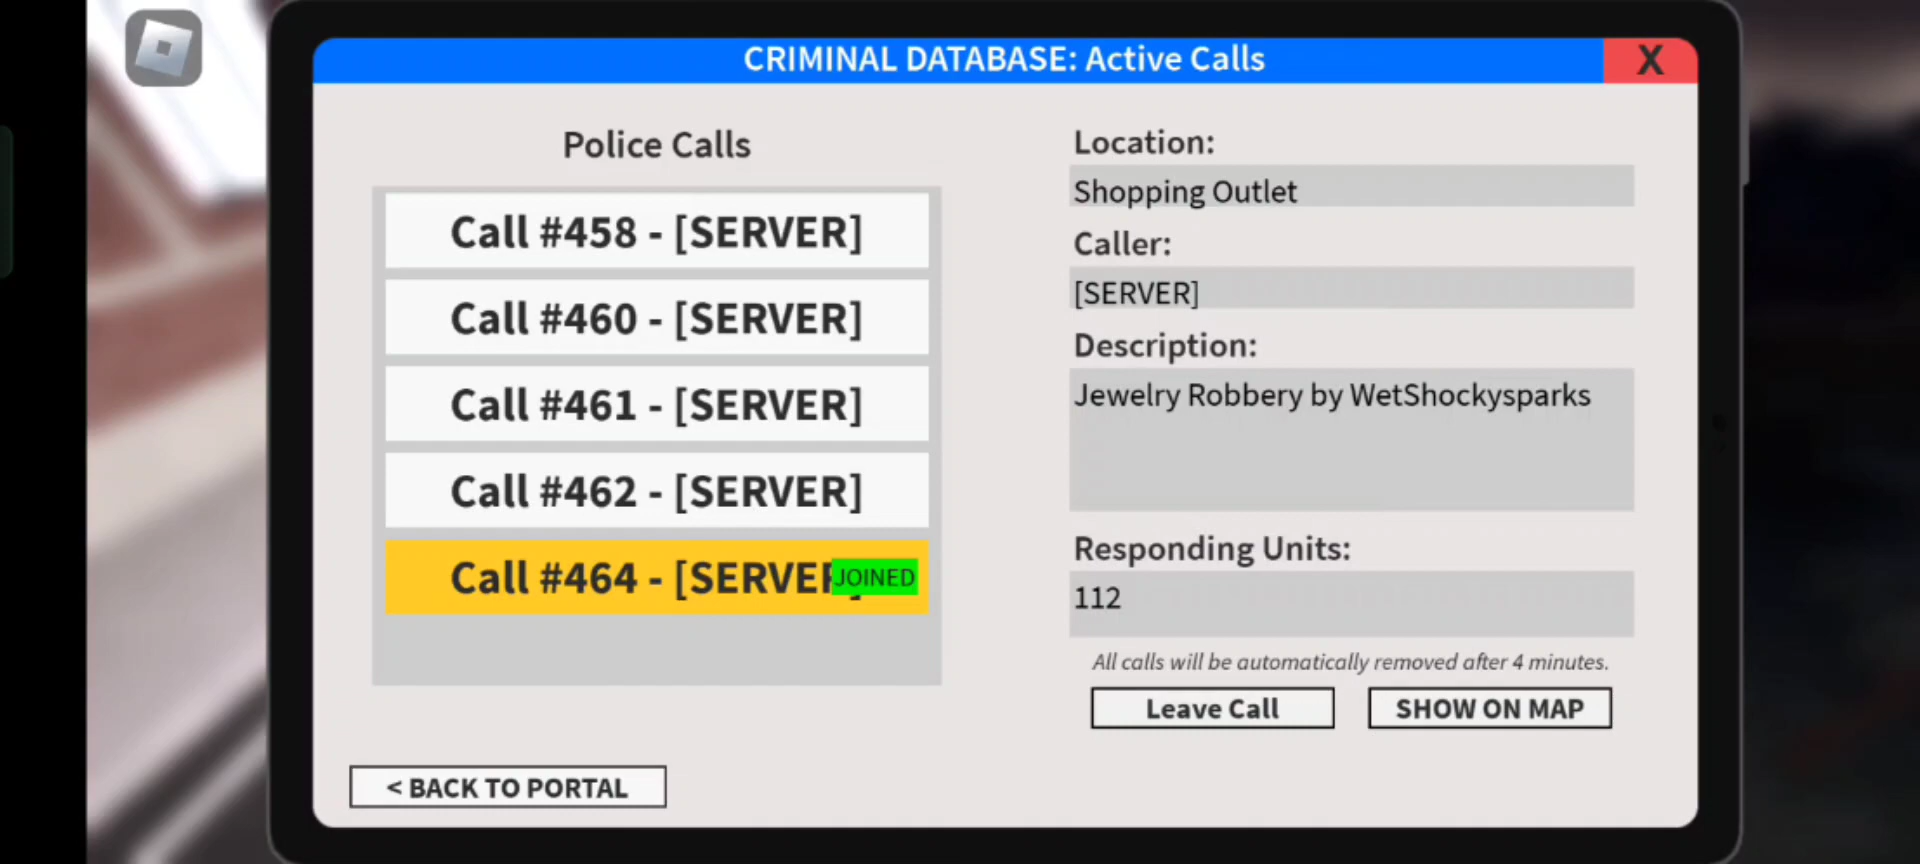 CRIMINAL DATABASE: Active Calls
X
Police Calls
Call #458 - [SERVER]
Call #460 - [SERVER]
Call #461 - [SERVER]
Call #462 - [SERVER]
Call #464 - [SERVER]
JOINED
< BACK TO PORTAL
Location:
Shopping Outlet
Caller:
[SERVER]
Description:
Jewelry Robbery by WetShockysparks
Responding Units:
112
All calls will be automatically removed after 4 minutes.
Leave Call
SHOW ON MAP